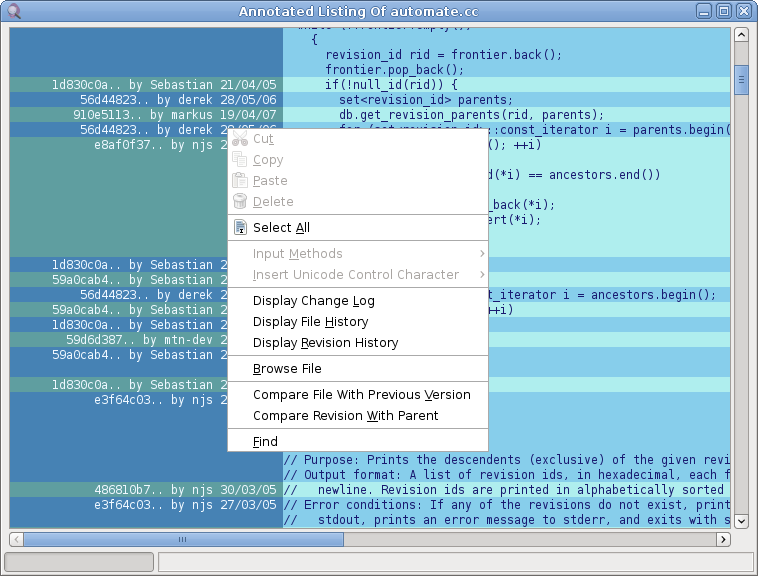 Annotated Listing Of automate.cc
{
revision_id rid = frontier.back();
frontier.pop_back();
1d830c0a.. by Sebastian 21/04/05 if(!null_id(rid)) {
56d44823.. by derek 28/05/06 set<revision_id> parents;
910e5113.. by markus 19/04/07 db.get_revision_parents(rid, parents);
56d44823.. by derek ::const_iterator i = parents.begin(
e8af0f37.. by njs (); ++i)
(*i) == ancestors.end())
_back(*i);
ert(*i);
1d830c0a.. by Sebastian 2
59a0cab4.. by Sebastian 2
56d44823.. by derek 2 t_iterator i = ancestors.begin();
59a0cab4.. by Sebastian 2 ++i)
1d830c0a.. by Sebastian 2
59d6d387.. by mtn-dev 2
59a0cab4.. by Sebastian 2
1d830c0a.. by Sebastian 2
e3f64c03.. by njs 2
Cut
Copy
Paste
Delete
Select All
Input Methods
Insert Unicode Control Character
Display Change Log
Display File History
Display Revision History
Browse File
Compare File With Previous Version
Compare Revision With Parent
Find
// Purpose: Prints the descendents (exclusive) of the given revi
// Output format: A list of revision ids, in hexadecimal, each f
486810b7.. by njs 30/03/05 // newline. Revision ids are printed in alphabetically sorted
e3f64c03.. by njs 27/03/05 // Error conditions: If any of the revisions do not exist, print
// stdout, prints an error message to stderr, and exits with s